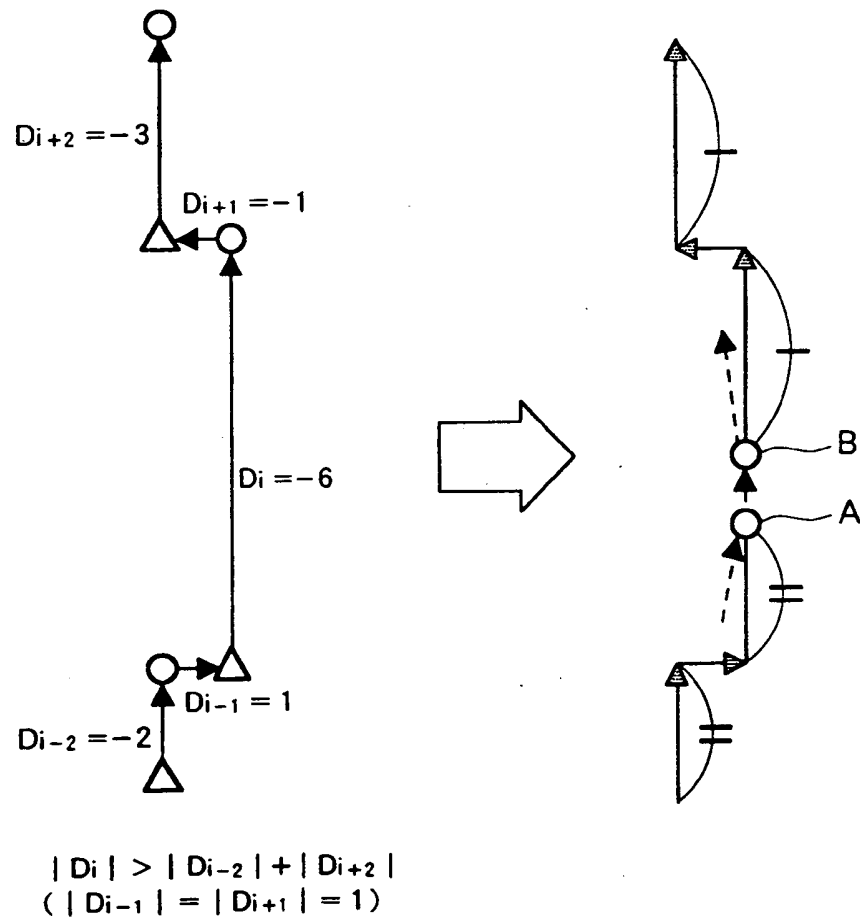 Di+2 =-3
Di+1 =-1
Di =-6
B
A
Di-1 = 1
Di-2 =-2
| Di | > | Di-2 | + | Di+2 |
( | Di-1 | = | Di+1 | = 1 )